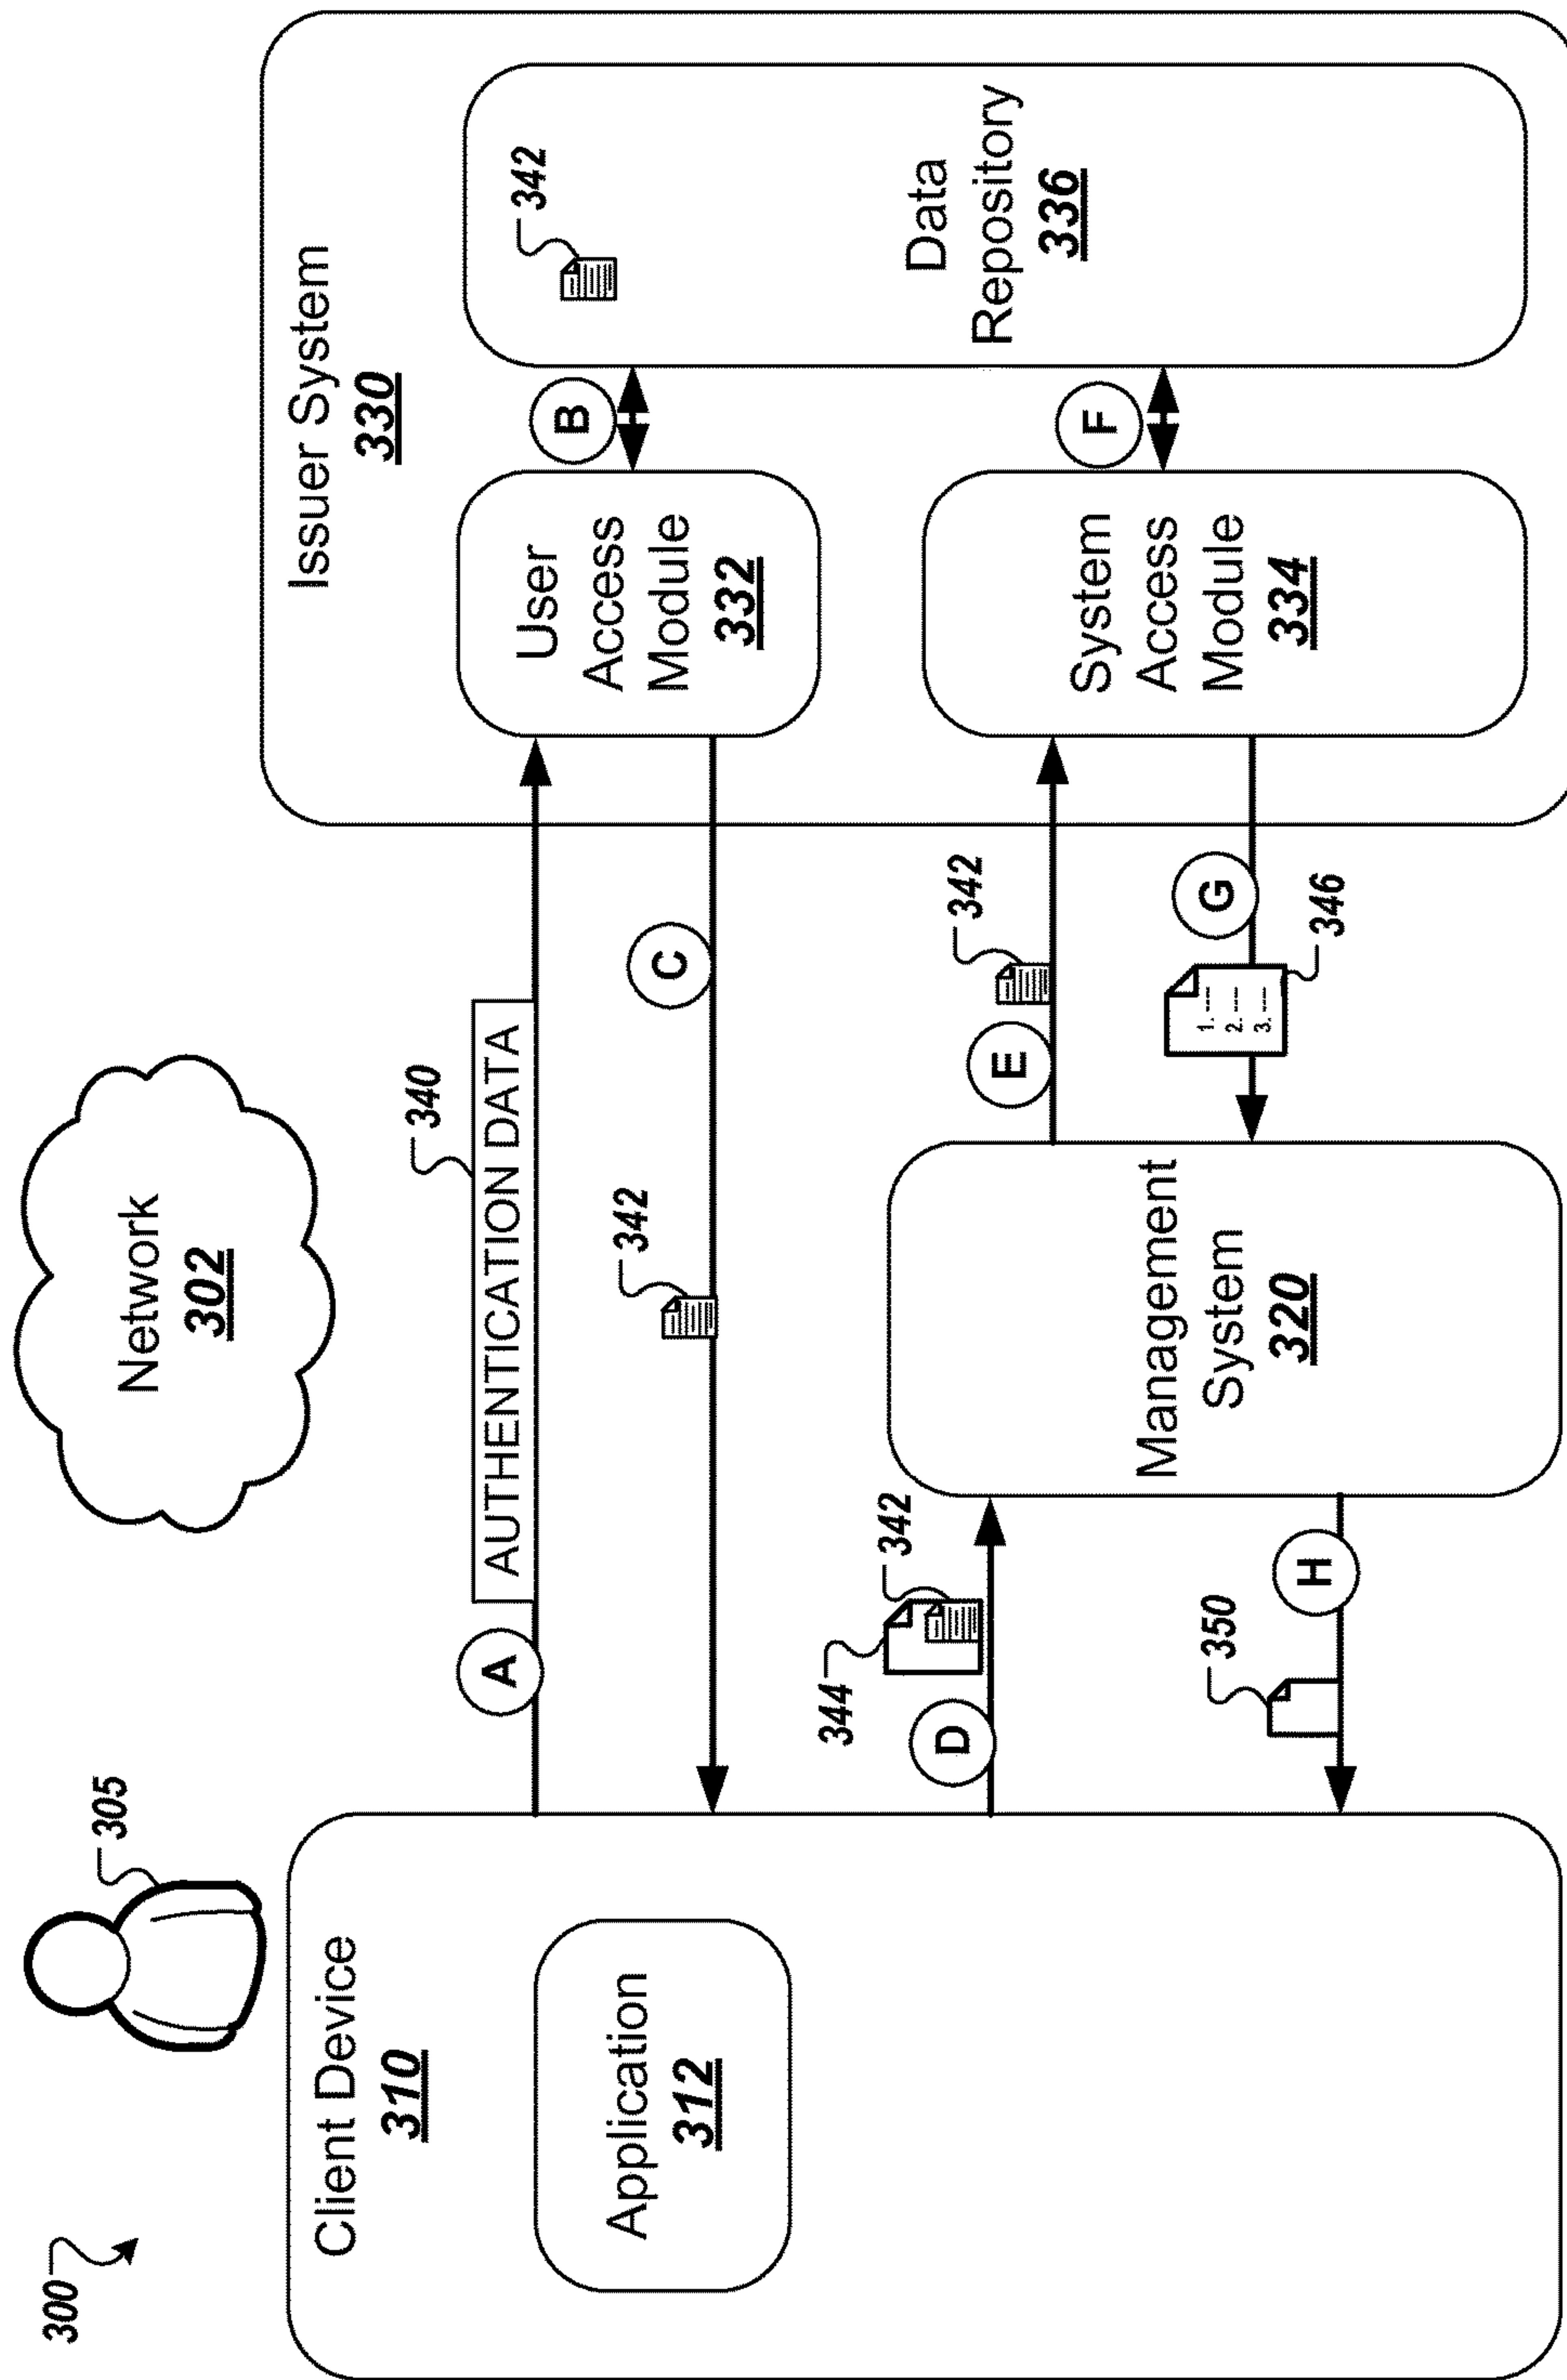 300
305
Network
302
Client Device
310
Application
312
A
340
AUTHENTICATION DATA
342
C
344
342
D
350
H
Management
System
320
E
342
G
346
1. ---
2. ---
3. ---
Issuer System
330
User
Access
Module
332
B
System
Access
Module
334
F
342
Data
Repository
336